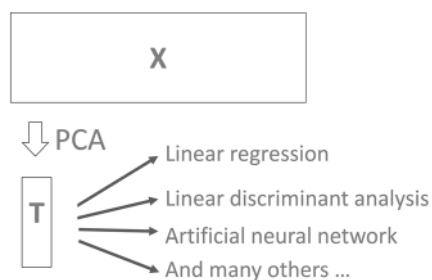 X
PCA
Linear regression
T
Linear discriminant analysis
Artificial neural network
And many others ...